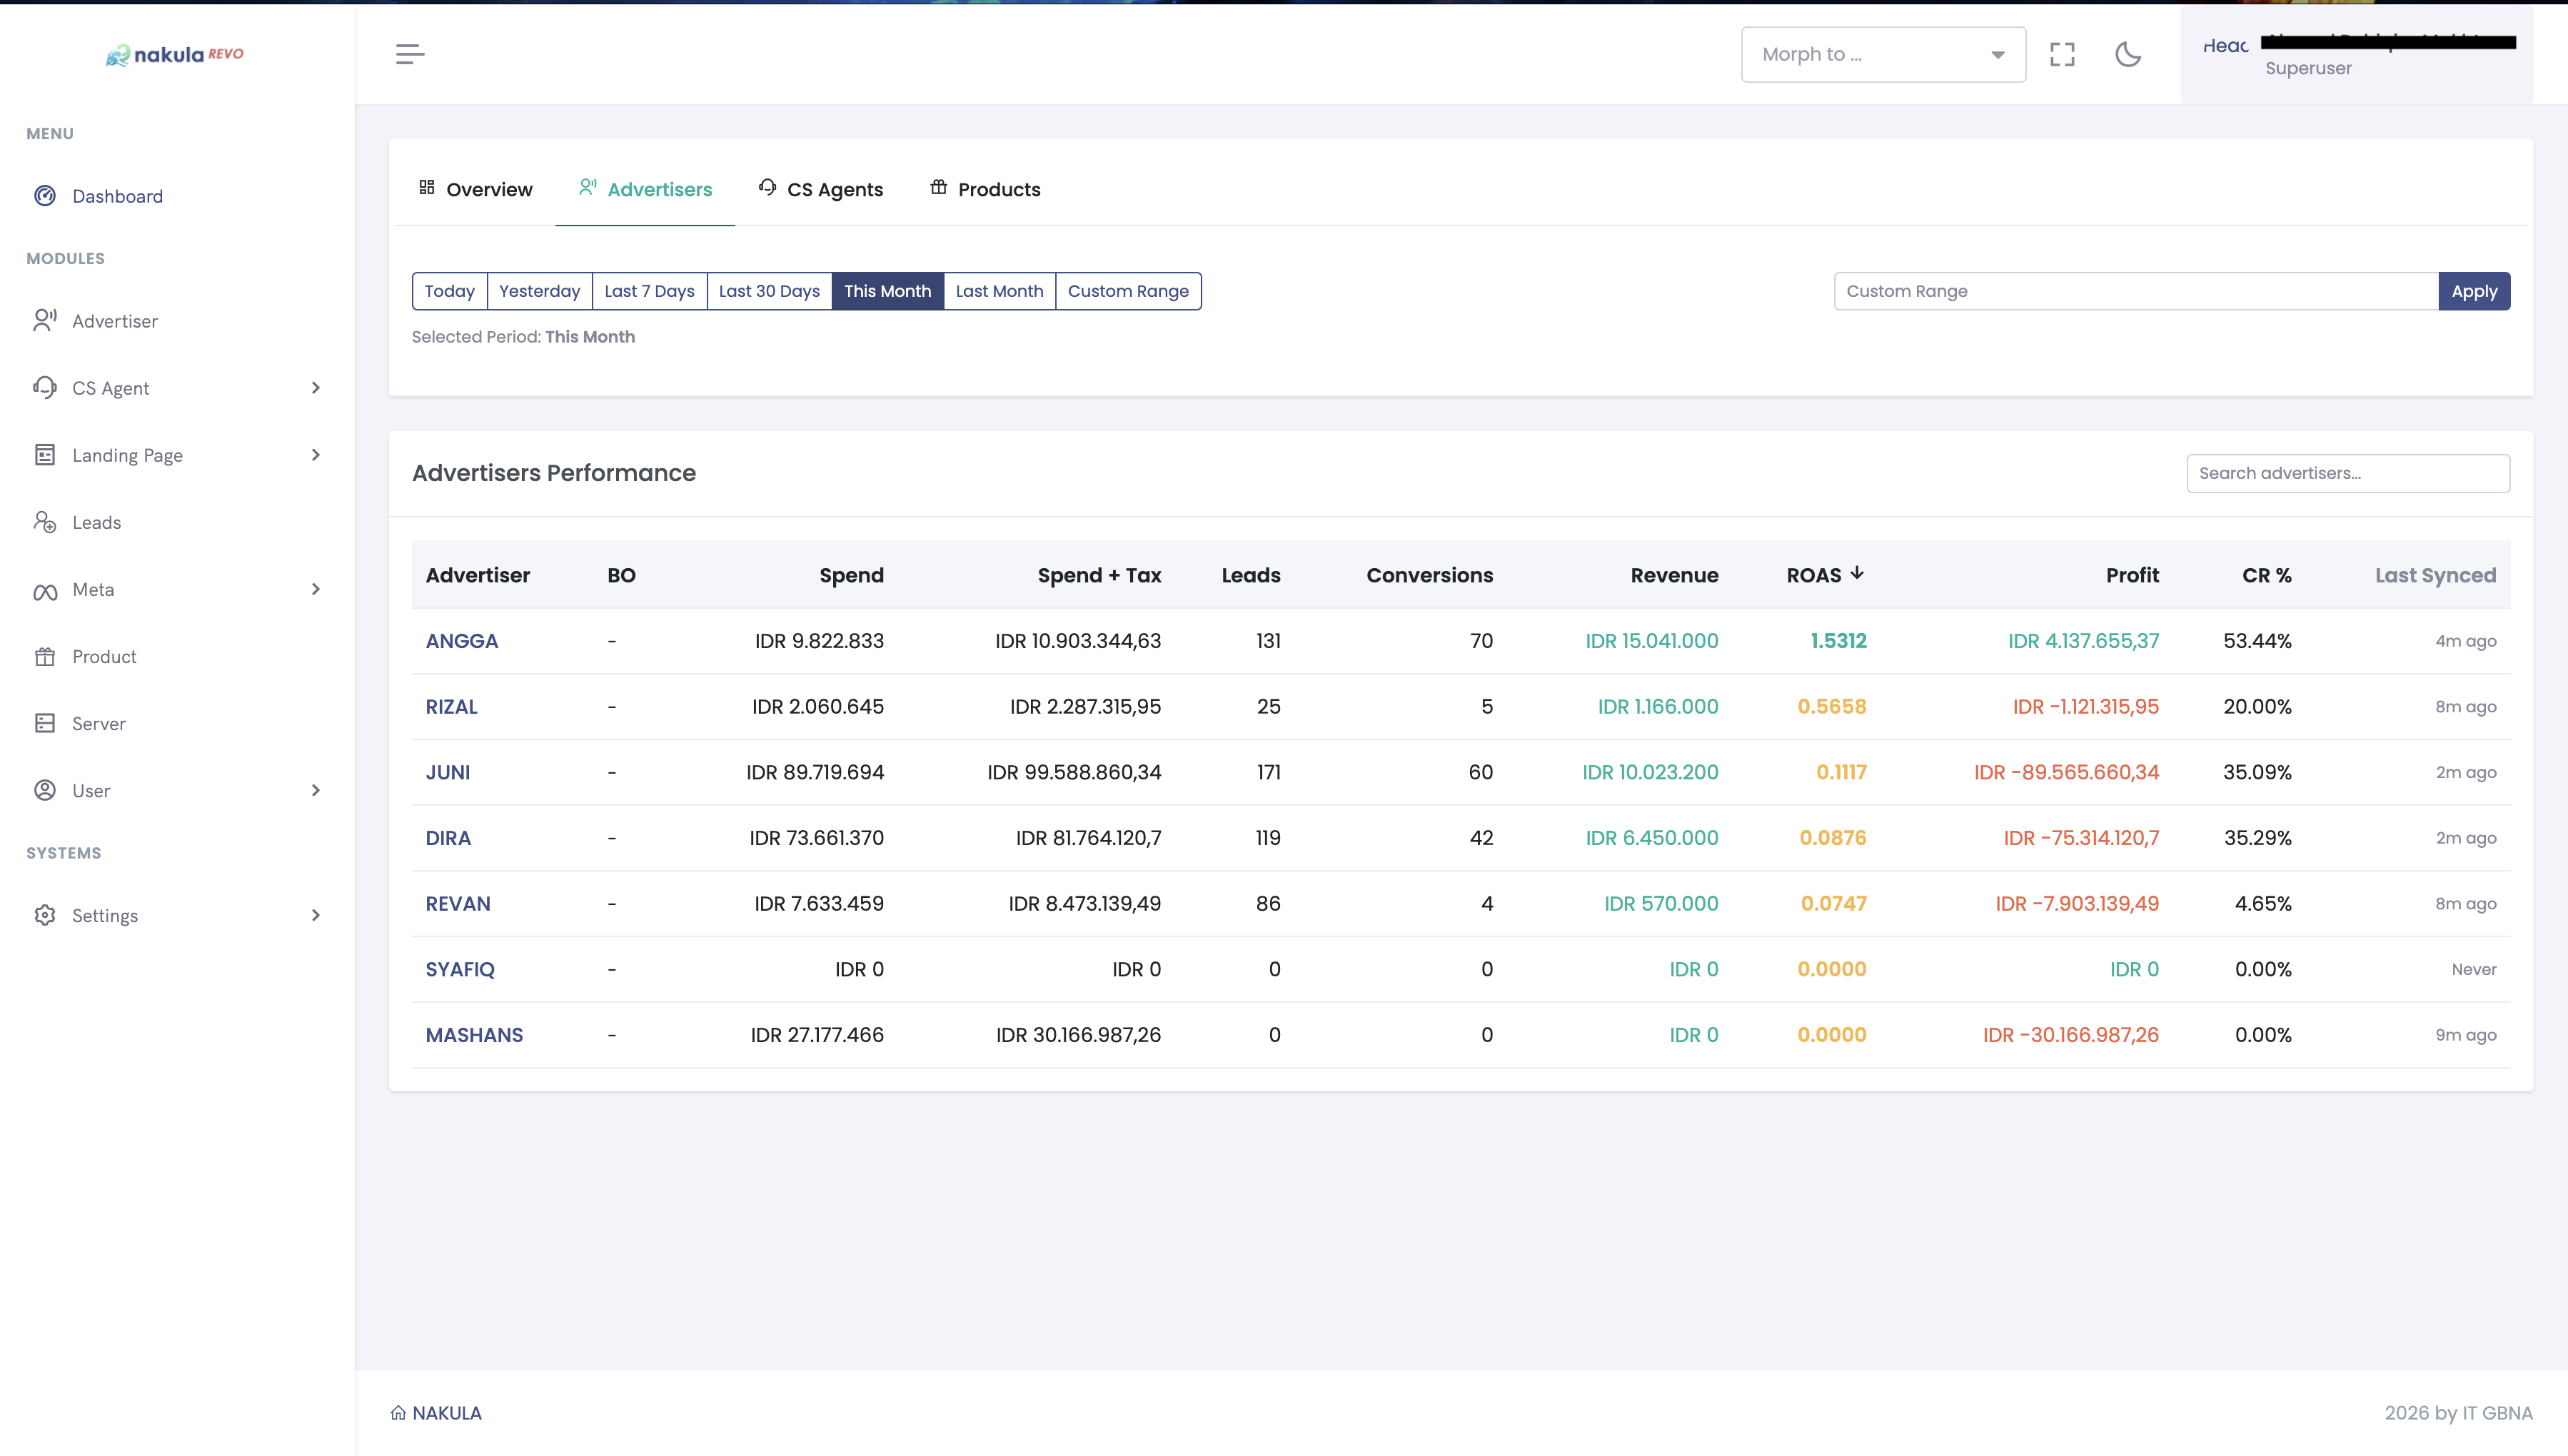 nakula REVO
Morph to ...
Superuser
MENU
Dashboard
MODULES
Advertiser
CS Agent
Landing Page
Leads
Meta
Product
Server
User
SYSTEMS
Settings
Overview Advertisers CS Agents Products
Today Yesterday Last 7 Days Last 30 Days This Month Last Month Custom Range
Custom Range Apply
Selected Period: This Month
Advertisers Performance
Search advertisers...
Advertiser BO Spend Spend + Tax Leads Conversions Revenue ROAS ↓ Profit CR % Last Synced
ANGGA - IDR 9.822.833 IDR 10.903.344,63 131 70 IDR 15.041.000 1.5312 IDR 4.137.655,37 53.44% 4m ago
RIZAL - IDR 2.060.645 IDR 2.287.315,95 25 5 IDR 1.166.000 0.5658 IDR -1.121.315,95 20.00% 8m ago
JUNI - IDR 89.719.694 IDR 99.588.860,34 171 60 IDR 10.023.200 0.1117 IDR -89.565.660,34 35.09% 2m ago
DIRA - IDR 73.661.370 IDR 81.764.120,7 119 42 IDR 6.450.000 0.0876 IDR -75.314.120,7 35.29% 2m ago
REVAN - IDR 7.633.459 IDR 8.473.139,49 86 4 IDR 570.000 0.0747 IDR -7.903.139,49 4.65% 8m ago
SYAFIQ - IDR 0 IDR 0 0 0 IDR 0 0.0000 IDR 0 0.00% Never
MASHANS - IDR 27.177.466 IDR 30.166.987,26 0 0 IDR 0 0.0000 IDR -30.166.987,26 0.00% 9m ago
NAKULA
2026 by IT GBNA